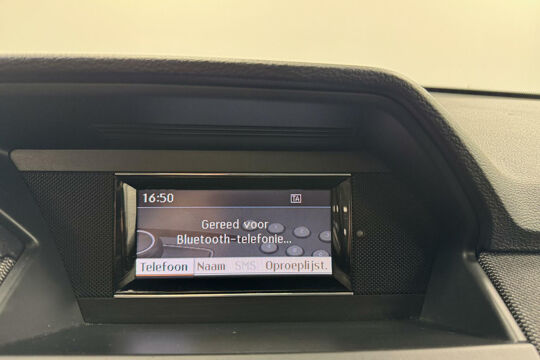 16:50 TA
Gereed voor
Bluetooth-telefonie...
Telefoon Naam SMS Oproeplijst.